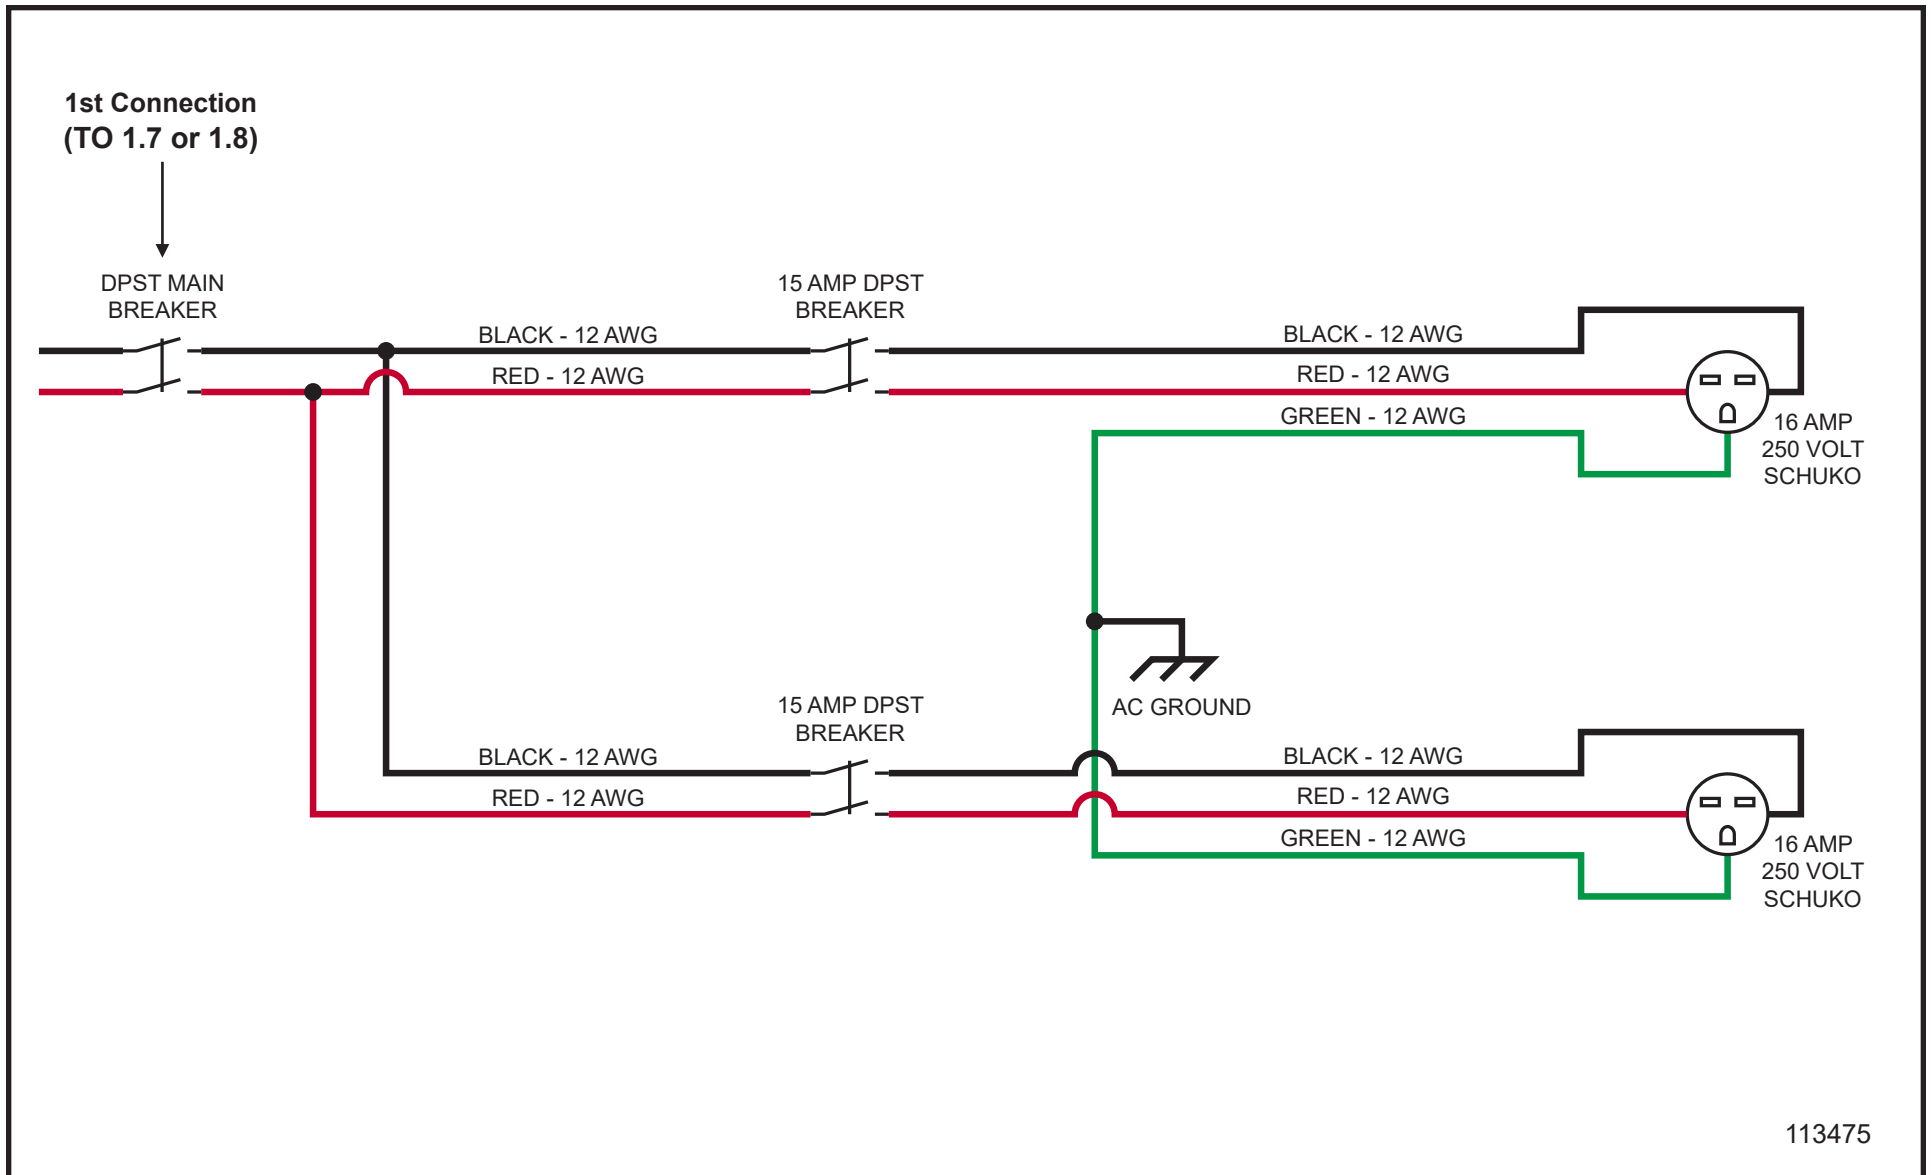 1st Connection
(TO 1.7 or 1.8)
DPST MAIN
BREAKER
15 AMP DPST
BREAKER
BLACK - 12 AWG
BLACK - 12 AWG
RED - 12 AWG
RED - 12 AWG
GREEN - 12 AWG
16 AMP
250 VOLT
SCHUKO
AC GROUND
15 AMP DPST
BREAKER
BLACK - 12 AWG
BLACK - 12 AWG
RED - 12 AWG
RED - 12 AWG
GREEN - 12 AWG
16 AMP
250 VOLT
SCHUKO
113475